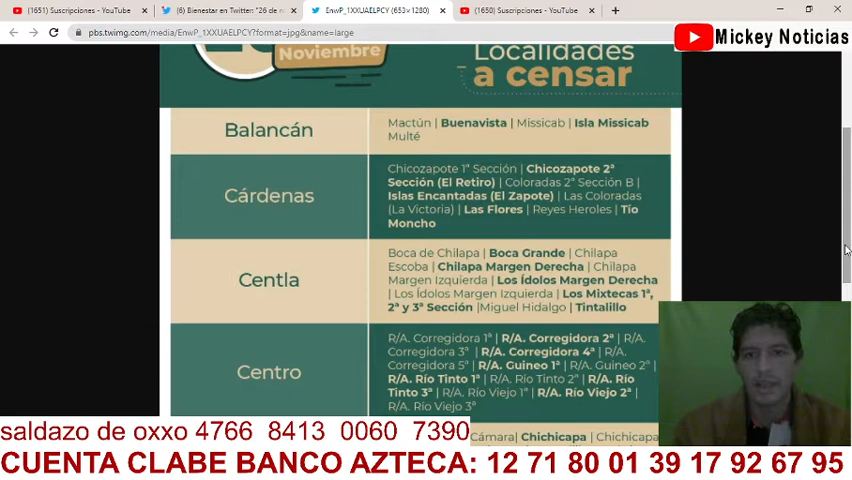 (1651) Suscripciones - YouTube
(6) Bienestar en Twitter: "26 de n
EnwP_1XXUAELPCY (653×1280)
(1650) Suscripciones - YouTube
pbs.twimg.com/media/EnwP_1XXUAELPCY?format=jpg&name=large
Mickey Noticias
Noviembre
Localidades
a censar
Balancán
Mactún | Buenavista | Missicab | Isla Missicab
Multé
Cárdenas
Chicozapote 1ª Sección | Chicozapote 2ª
Sección (El Retiro) | Coloradas 2ª Sección B |
Islas Encantadas (El Zapote) | Las Coloradas
(La Victoria) | Las Flores | Reyes Heroles | Tío
Moncho
Centla
Boca de Chilapa | Boca Grande | Chilapa
Escoba | Chilapa Margen Derecha | Chilapa
Margen Izquierda | Los Ídolos Margen Derecha
| Los Ídolos Margen Izquierda | Los Mixtecas 1ª,
2ª y 3ª Sección |Miguel Hidalgo | Tintalillo
Centro
R/A. Corregidora 1ª | R/A. Corregidora 2ª | R/A.
Corregidora 3ª | R/A. Corregidora 4ª | R/A.
Corregidora 5ª | R/A. Guineo 1ª | R/A. Guineo 2ª |
R/A. Río Tinto 1ª | R/A. Río Tinto 2ª | R/A. Río
Tinto 3ª | R/A. Río Viejo 1ª | R/A. Río Viejo 2ª |
R/A. Río Viejo 3ª
Cámara| Chichicapa | Chichicapa
saldazo de oxxo 4766 8413 0060 7390
CUENTA CLABE BANCO AZTECA: 12 71 80 01 39 17 92 67 95